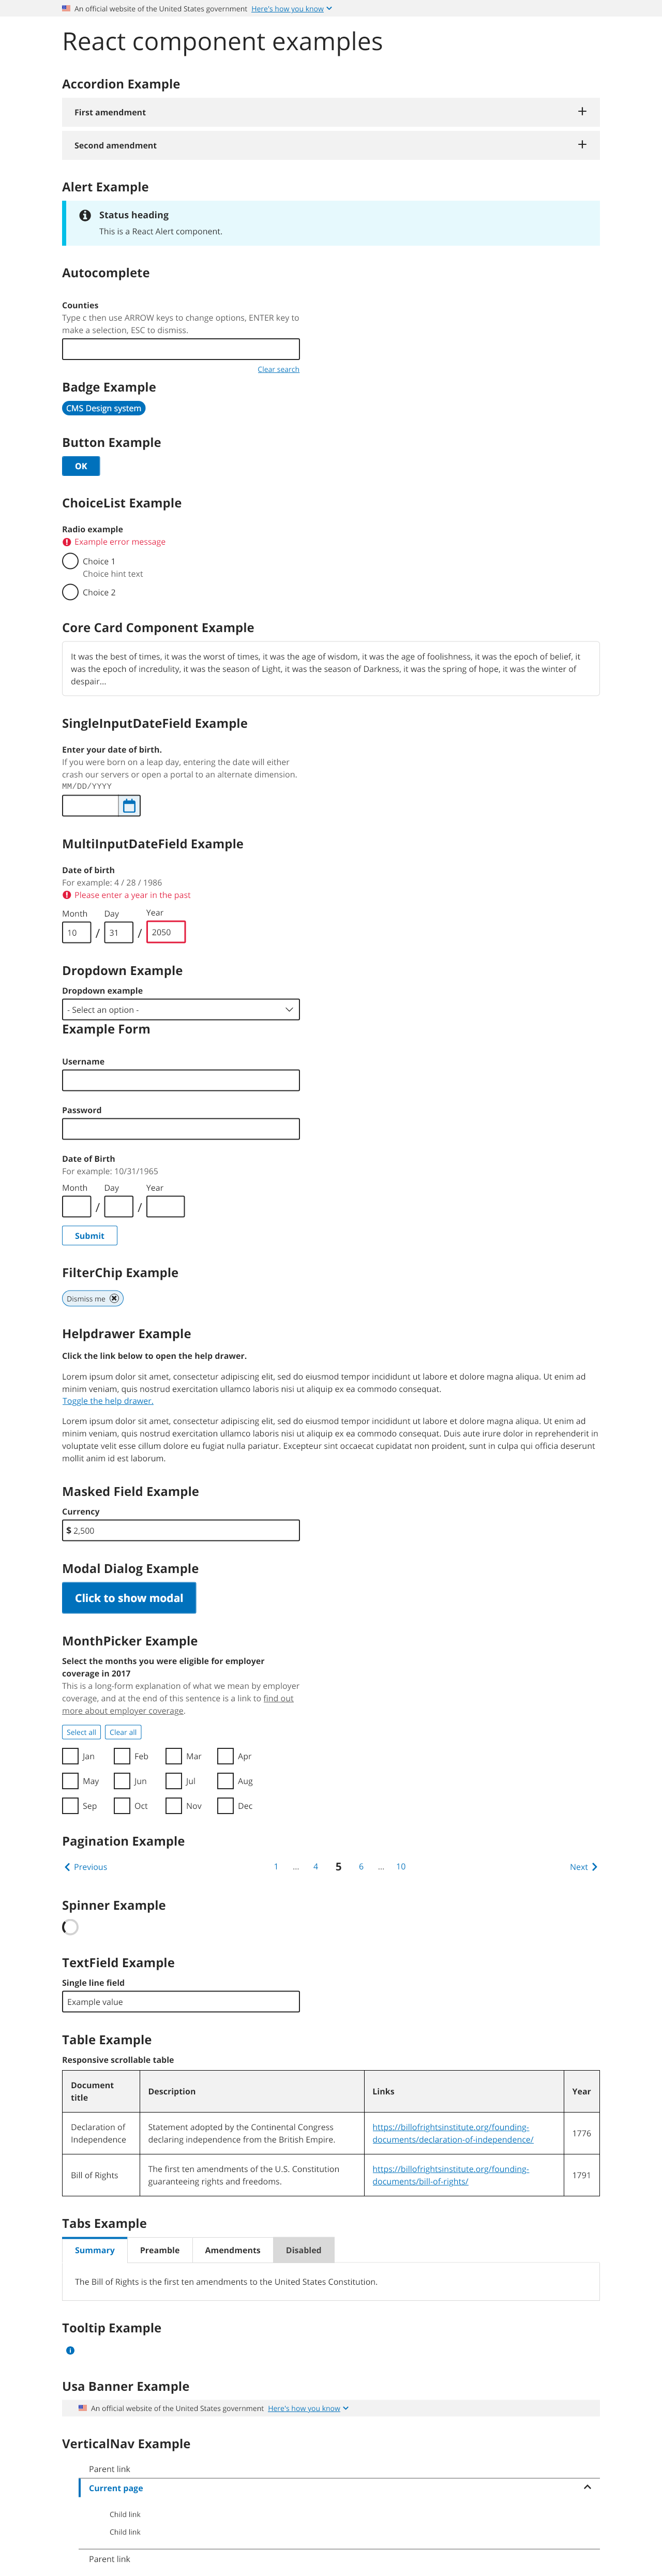 An official website of the United States government Here's how you know
React component examples
Accordion Example
First amendment
Second amendment
Alert Example
Status heading
This is a React Alert component.
Autocomplete
Counties
Type c then use ARROW keys to change options, ENTER key to
make a selection, ESC to dismiss.
Clear search
Badge Example
CMS Design system
Button Example
OK
ChoiceList Example
Radio example
Example error message
Choice 1
Choice hint text
Choice 2
Core Card Component Example
It was the best of times, it was the worst of times, it was the age of wisdom, it was the age of foolishness, it was the epoch of belief, it
was the epoch of incredulity, it was the season of Light, it was the season of Darkness, it was the spring of hope, it was the winter of
despair...
SingleInputDateField Example
Enter your date of birth.
If you were born on a leap day, entering the date will either
crash our servers or open a portal to an alternate dimension.
MM/DD/YYYY
MultiInputDateField Example
Date of birth
For example: 4 / 28 / 1986
Please enter a year in the past
Month Day Year
10 / 31 / 2050
Dropdown Example
Dropdown example
- Select an option -
Example Form
Username
Password
Date of Birth
For example: 10/31/1965
Month Day Year
/ /
Submit
FilterChip Example
Dismiss me
Helpdrawer Example
Click the link below to open the help drawer.
Lorem ipsum dolor sit amet, consectetur adipiscing elit, sed do eiusmod tempor incididunt ut labore et dolore magna aliqua. Ut enim ad
minim veniam, quis nostrud exercitation ullamco laboris nisi ut aliquip ex ea commodo consequat.
Toggle the help drawer.
Lorem ipsum dolor sit amet, consectetur adipiscing elit, sed do eiusmod tempor incididunt ut labore et dolore magna aliqua. Ut enim ad
minim veniam, quis nostrud exercitation ullamco laboris nisi ut aliquip ex ea commodo consequat. Duis aute irure dolor in reprehenderit in
voluptate velit esse cillum dolore eu fugiat nulla pariatur. Excepteur sint occaecat cupidatat non proident, sunt in culpa qui officia deserunt
mollit anim id est laborum.
Masked Field Example
Currency
$ 2,500
Modal Dialog Example
Click to show modal
MonthPicker Example
Select the months you were eligible for employer
coverage in 2017
This is a long-form explanation of what we mean by employer
coverage, and at the end of this sentence is a link to find out
more about employer coverage.
Select all Clear all
Jan Feb Mar Apr
May Jun Jul Aug
Sep Oct Nov Dec
Pagination Example
Previous 1 ... 4 5 6 ... 10 Next
Spinner Example
TextField Example
Single line field
Example value
Table Example
Responsive scrollable table
Document
title
Description
Links
Year
Declaration of
Independence
Statement adopted by the Continental Congress
declaring independence from the British Empire.
https://billofrightsinstitute.org/founding-
documents/declaration-of-independence/
1776
Bill of Rights
The first ten amendments of the U.S. Constitution
guaranteeing rights and freedoms.
https://billofrightsinstitute.org/founding-
documents/bill-of-rights/
1791
Tabs Example
Summary Preamble Amendments Disabled
The Bill of Rights is the first ten amendments to the United States Constitution.
Tooltip Example
Usa Banner Example
An official website of the United States government Here's how you know
VerticalNav Example
Parent link
Current page
Child link
Child link
Parent link